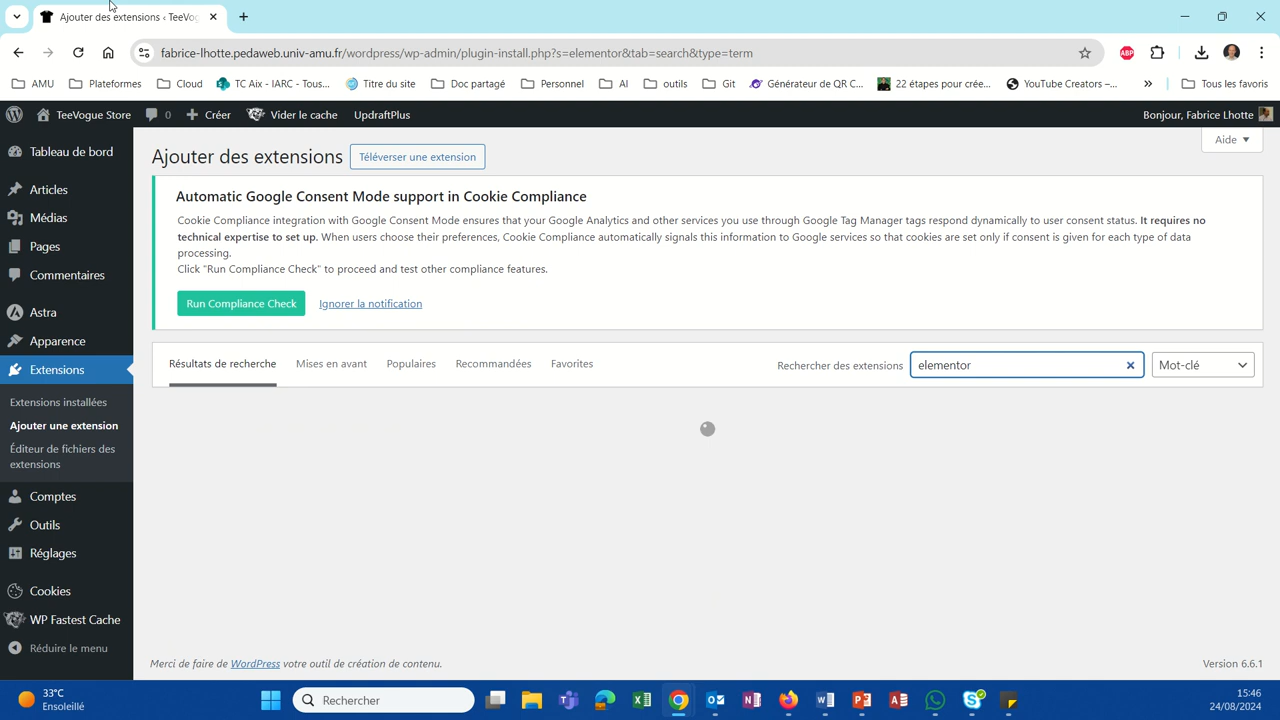 Ajouter des extensions ‹ TeeVog
fabrice-lhotte.pedaweb.univ-amu.fr/wordpress/wp-admin/plugin-install.php?s=elementor&tab=search&type=term
ABP
AMU
Plateformes
Cloud
TC Aix - IARC - Tous...
Titre du site
Doc partagé
Personnel
AI
outils
Git
Générateur de QR C...
22 étapes pour crée...
YouTube Creators –...
»
Tous les favoris
TeeVogue Store
0
Créer
Vider le cache
UpdraftPlus
Bonjour, Fabrice Lhotte
Tableau de bord
Articles
Médias
Pages
Commentaires
Astra
Apparence
Extensions
Extensions installées
Ajouter une extension
Éditeur de fichiers des
extensions
Comptes
Outils
Réglages
Cookies
WP Fastest Cache
Réduire le menu
Aide
Ajouter des extensions
Téléverser une extension
Automatic Google Consent Mode support in Cookie Compliance
Cookie Compliance integration with Google Consent Mode ensures that your Google Analytics and other services you use through Google Tag Manager tags respond dynamically to user consent status. It requires no
technical expertise to set up. When users choose their preferences, Cookie Compliance automatically signals this information to Google services so that cookies are set only if consent is given for each type of data
processing.
Click "Run Compliance Check" to proceed and test other compliance features.
Run Compliance Check
Ignorer la notification
Résultats de recherche
Mises en avant
Populaires
Recommandées
Favorites
Rechercher des extensions
elementor
Mot-clé
Merci de faire de WordPress votre outil de création de contenu.
Version 6.6.1
33°C
Ensoleillé
Rechercher
15:46
24/08/2024